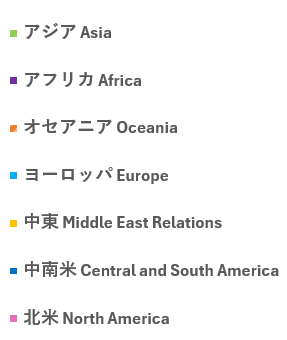 アジア Asia
アフリカ Africa
オセアニア Oceania
ヨーロッパ Europe
中東 Middle East Relations
中南米 Central and South America
北米 North America